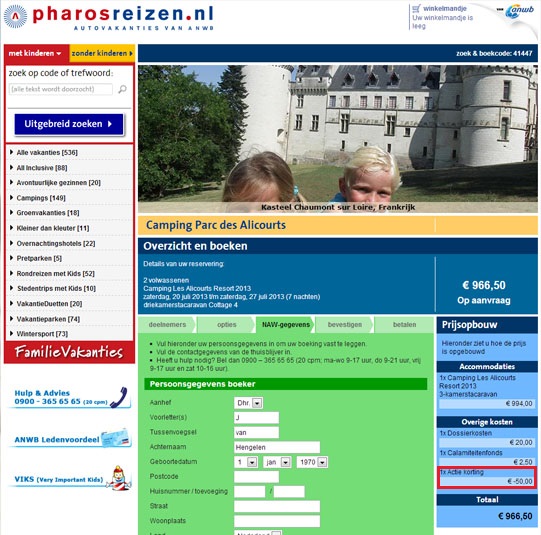 pharosreizen.nl
AUTOVAKANTIES VAN ANWB
winkelmandje
Uw winkelmandje is
leeg
van
anwb
met kinderen
zonder kinderen
zoek & boekcode: 41447
zoek op code of trefwoord:
(alle tekst wordt doorzocht)
Uitgebreid zoeken
Alle vakanties [536]
All Inclusive [88]
Avontuurlijke gezinnen [20]
Campings [149]
Groenvakanties [18]
Kleiner dan kleuter [11]
Overnachtingshotels [22]
Pretparken [5]
Rondreizen met Kids [52]
Stedentrips met Kids [10]
VakantieDuetten [20]
Vakantieparken [74]
Wintersport [73]
FamilieVakanties
Hulp & Advies
0900 - 365 65 65 (20 cpm)
ANWB Ledenvoordeel
VIKS (Very Important Kids)
Kasteel Chaumont sur Loire, Frankrijk
Camping Parc des Alicourts
Overzicht en boeken
Details van uw reservering:
2 volwassenen
Camping Les Alicourts Resort 2013
zaterdag, 20 juli 2013 t/m zaterdag, 27 juli 2013 (7 nachten)
driekamerstacaravan Cottage 4
€ 966,50
Op aanvraag
deelnemers
opties
NAW-gegevens
bevestigen
betalen
Vul hieronder uw persoonsgegevens in om uw boeking vast te leggen.
Vul de contactgegevens van de thuisblijver in.
Heeft u hulp nodig? Bel dan 0900 – 365 65 65 (20 cpm; ma-wo 9-17 uur, do 9-21 uur, vrij
9-17 uur en zat 10-16 uur).
Persoonsgegevens boeker
Aanhef
Dhr.
Voorletter(s)
J
Tussenvoegsel
van
Achternaam
Hengelen
Geboortedatum
1
jan
1970
Postcode
Huisnummer / toevoeging
/
Straat
Woonplaats
Land
Nederland
Prijsopbouw
Hieronder ziet u hoe de prijs
is opgebouwd
Accommodaties
1x Camping Les Alicourts
Resort 2013
3-kamerstacaravan
€ 994,00
Overige kosten
1x Dossierkosten
€ 20,00
1x Calamiteitenfonds
€ 2,50
1x Actie korting
€ -50,00
Totaal
€ 966,50